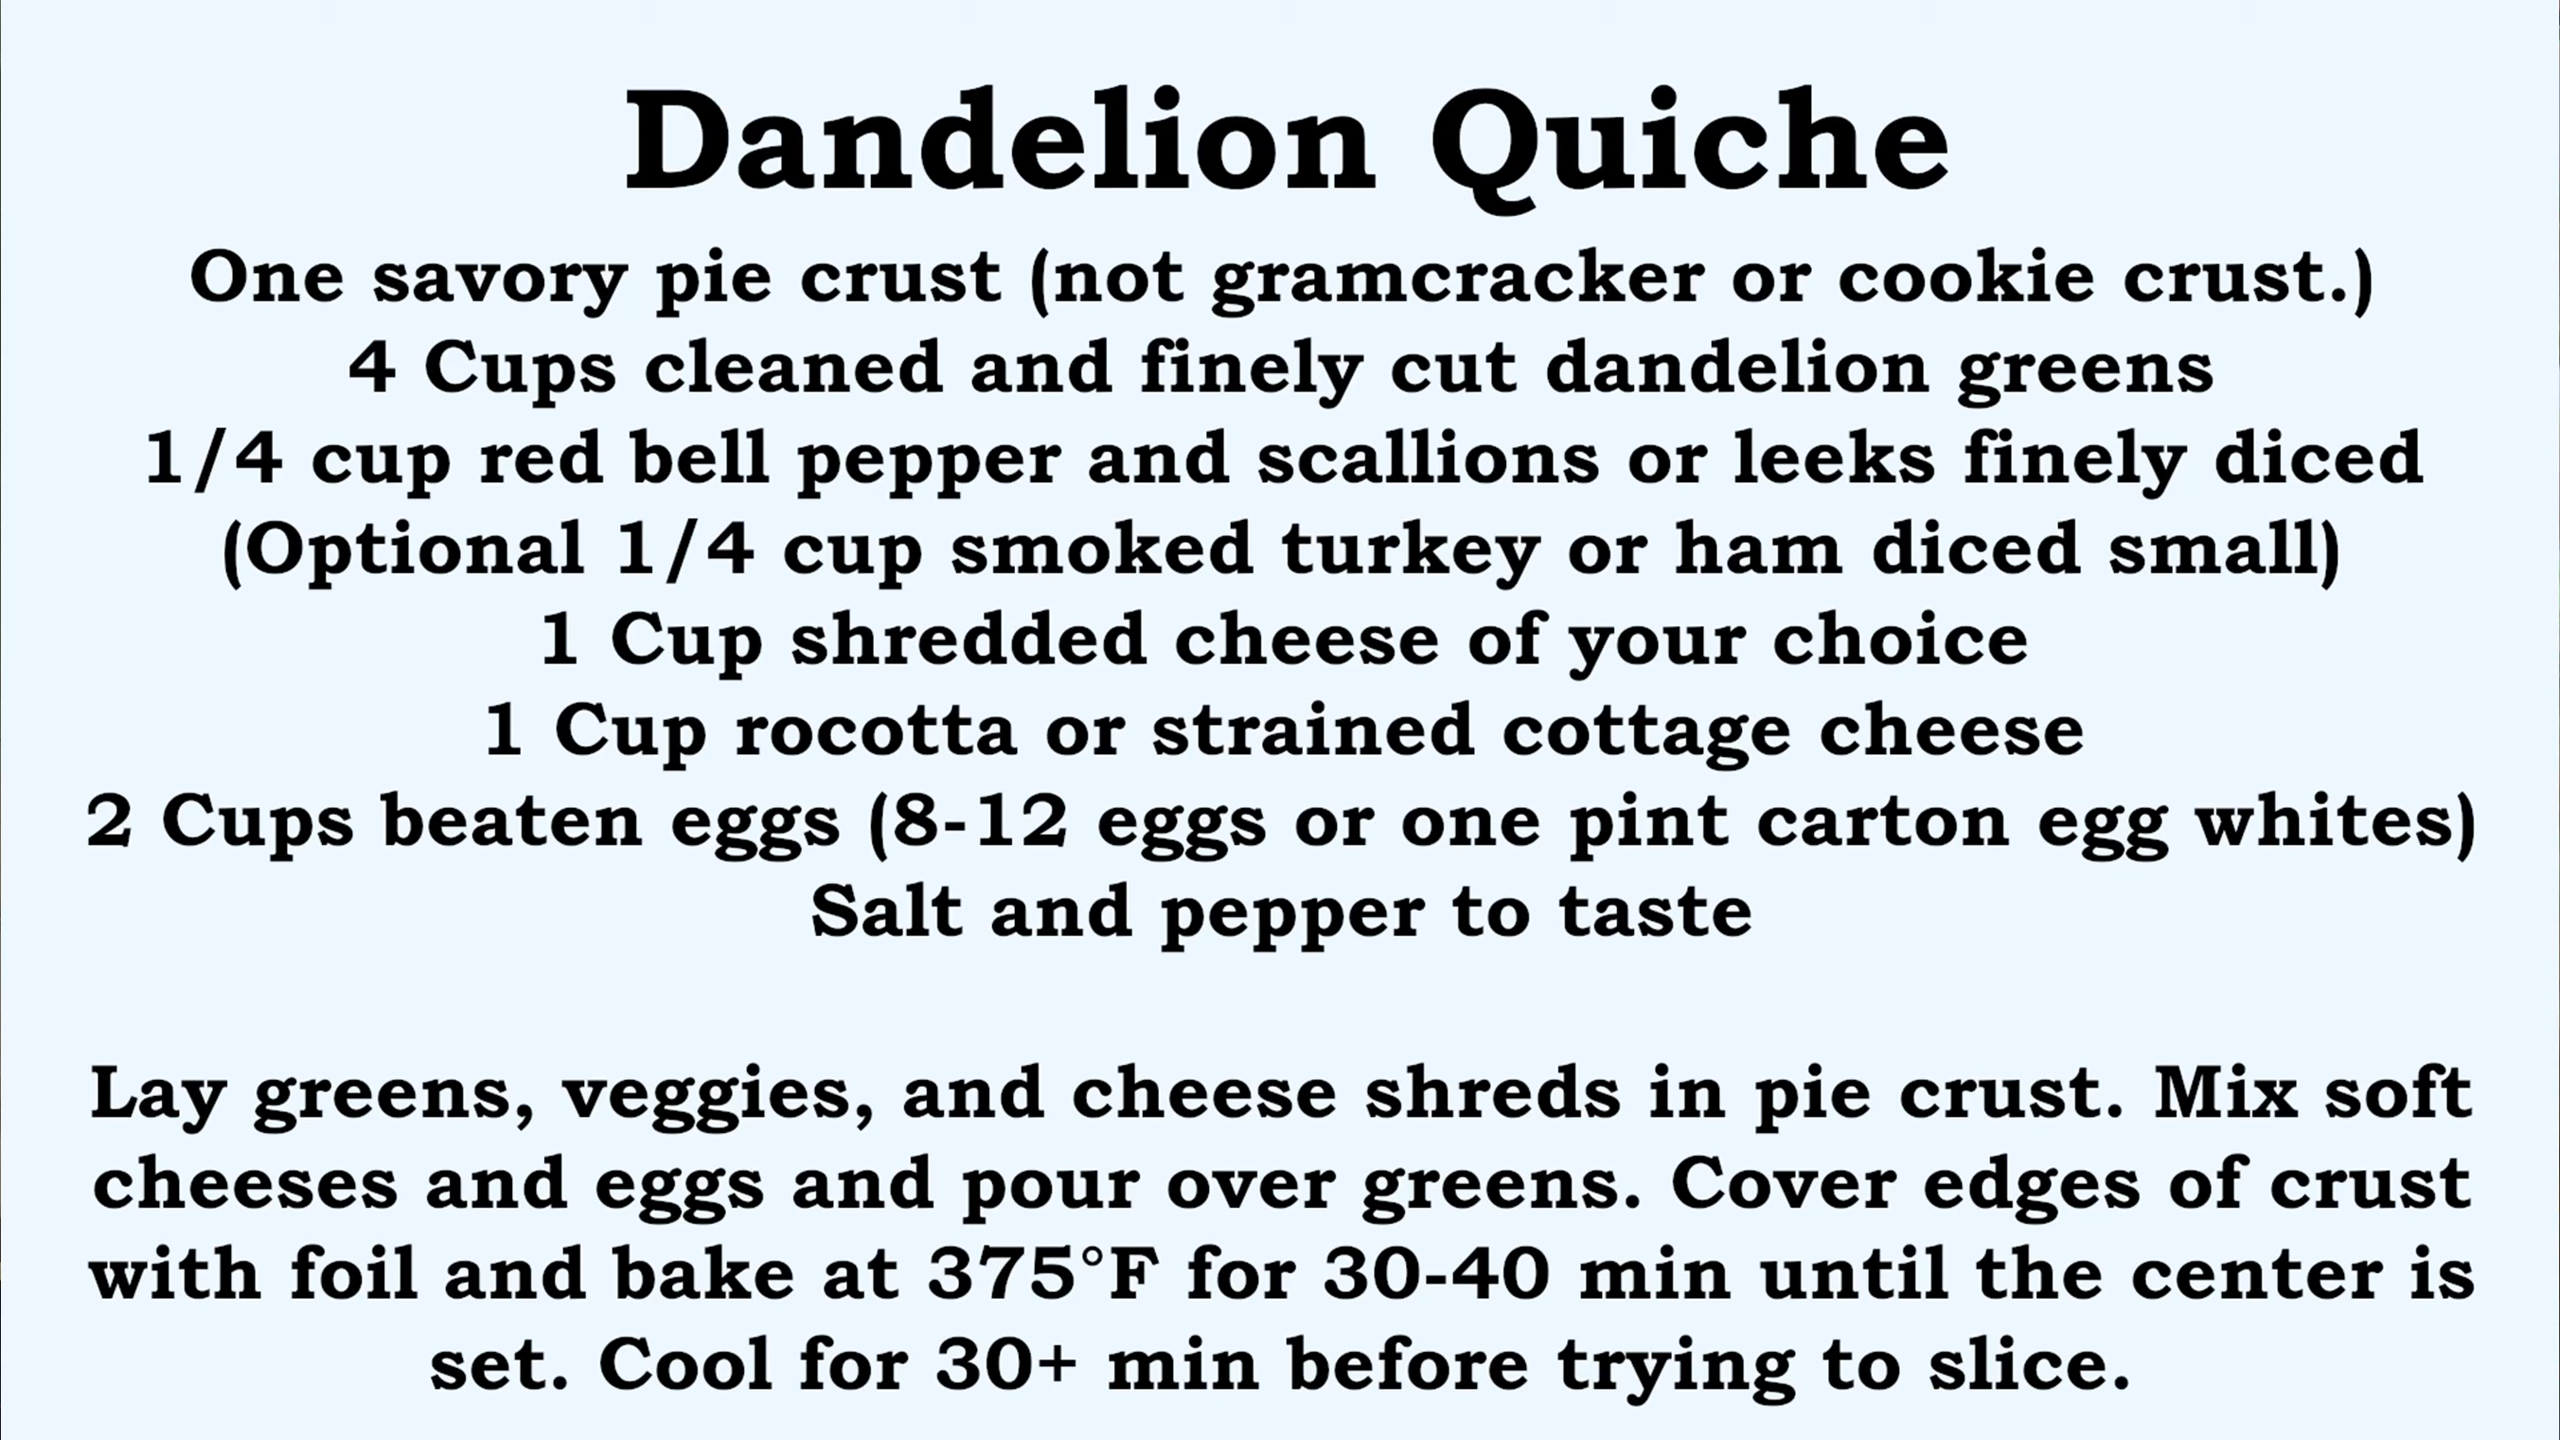 Dandelion Quiche
One savory pie crust (not gramcracker or cookie crust.)
4 Cups cleaned and finely cut dandelion greens
1/4 cup red bell pepper and scallions or leeks finely diced
(Optional 1/4 cup smoked turkey or ham diced small)
1 Cup shredded cheese of your choice
1 Cup rocotta or strained cottage cheese
2 Cups beaten eggs (8-12 eggs or one pint carton egg whites)
Salt and pepper to taste
Lay greens, veggies, and cheese shreds in pie crust. Mix soft
cheeses and eggs and pour over greens. Cover edges of crust
with foil and bake at 375°F for 30-40 min until the center is
set. Cool for 30+ min before trying to slice.